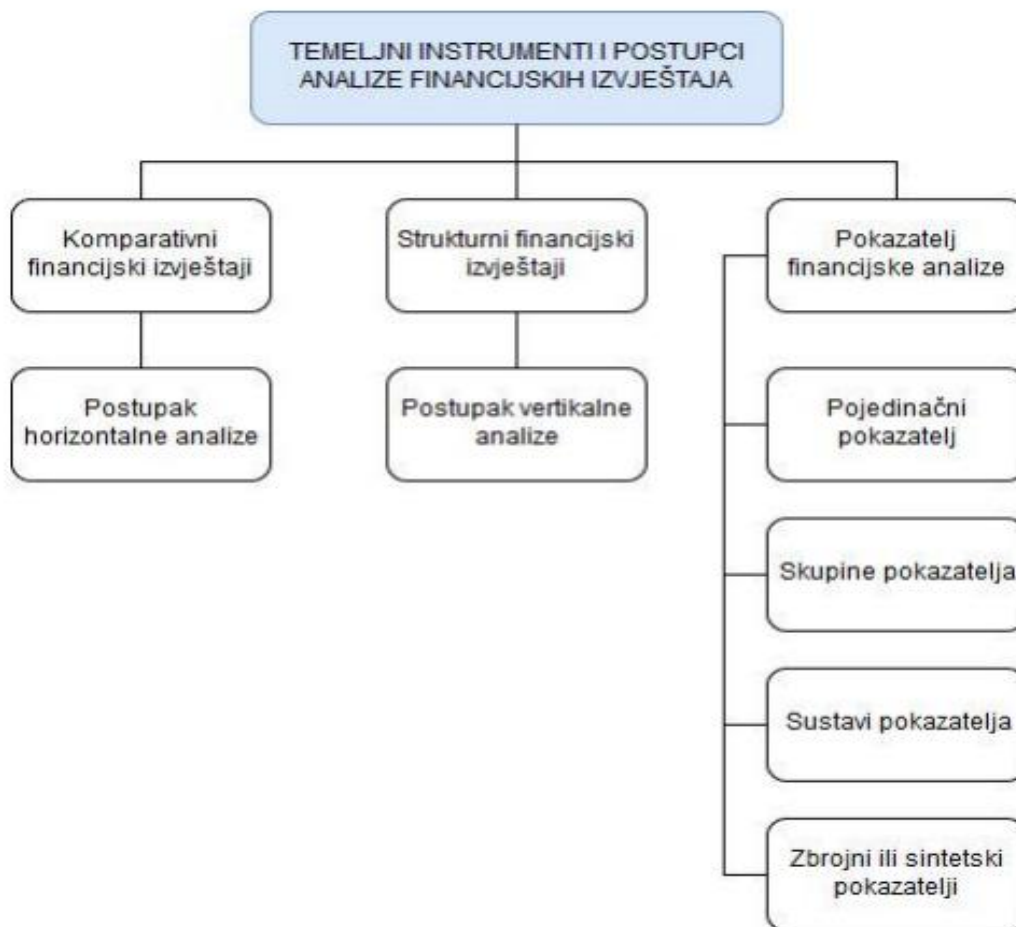 TEMELJNI INSTRUMENTI I POSTUPCI
ANALIZE FINANCIJSKIH IZVJEŠTAJA
Komparativni
financijski izvještaji
Strukturni financijski
izvještaji
Pokazatelj
financijske analize
Postupak
horizontalne analize
Postupak vertikalne
analize
Pojedinačni
pokazatelj
Skupine pokazatelja
Sustavi pokazatelja
Zbrojni ili sintetski
pokazatelji